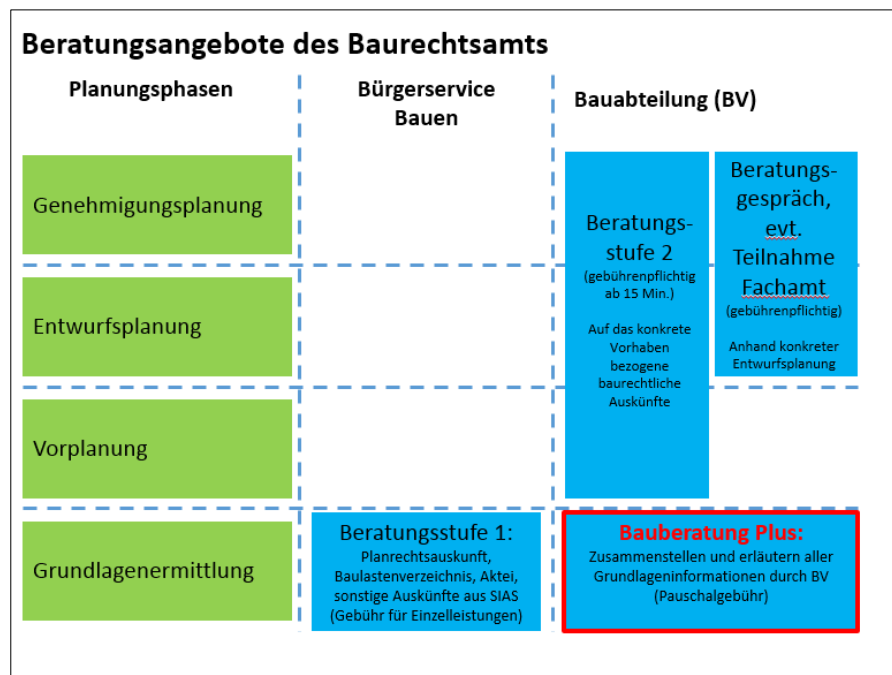 Beratungsangebote des Baurechtsamts
Planungsphasen
Bürgerservice
Bauen
Bauabteilung (BV)
Genehmigungsplanung
Entwurfsplanung
Vorplanung
Grundlagenermittlung
Beratungsstufe 1:
Planrechtsauskunft,
Baulastenverzeichnis, Aktei,
sonstige Auskünfte aus SIAS
(Gebühr für Einzelleistungen)
Beratungs-
stufe 2
(gebührenpflichtig
ab 15 Min.)
Auf das konkrete
Vorhaben
bezogene
baurechtliche
Auskünfte
Beratungs-
gespräch,
evt.
Teilnahme
Fachamt
(gebührenpflichtig)
Anhand konkreter
Entwurfsplanung
Bauberatung Plus:
Zusammenstellen und erläutern aller
Grundlageninformationen durch BV
(Pauschalgebühr)